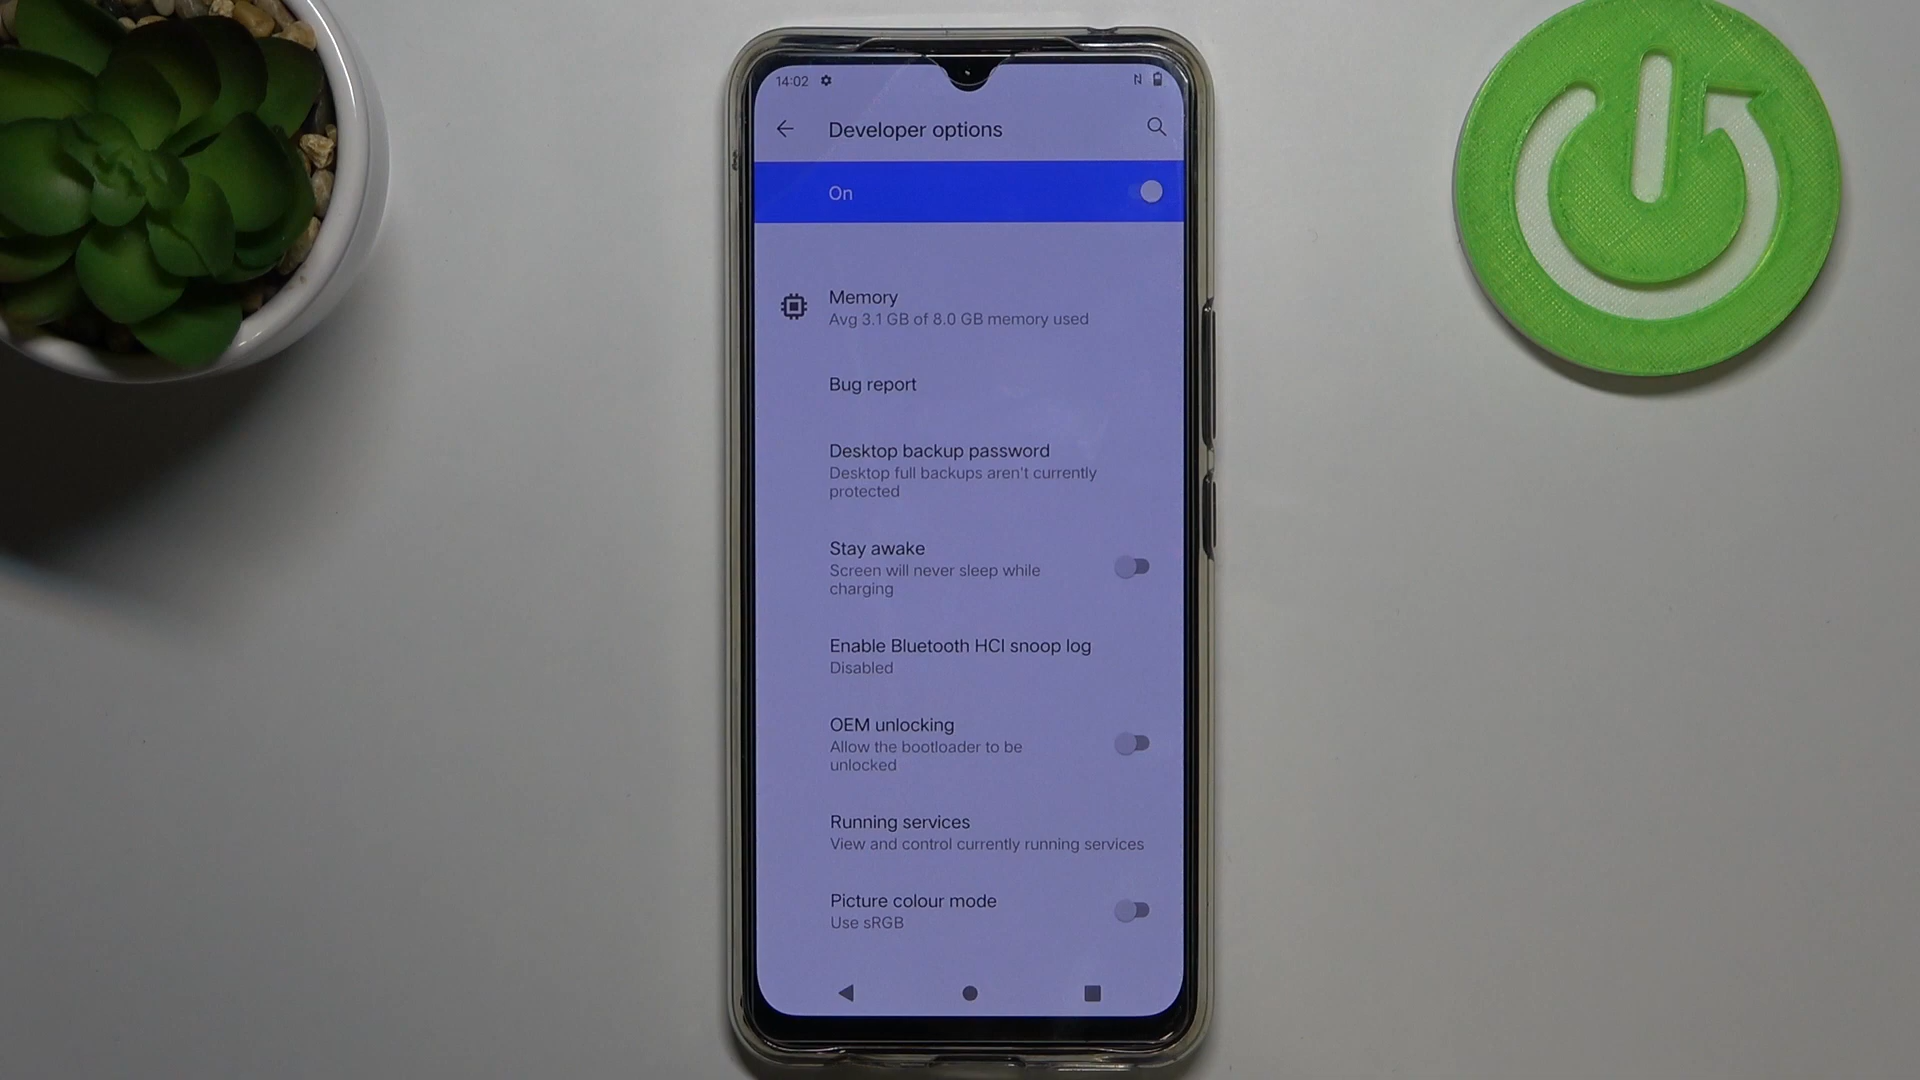 14:02
Developer options
On
Memory
Avg 3.1 GB of 8.0 GB memory used
Bug report
Desktop backup password
Desktop full backups aren't currently
protected
Stay awake
Screen will never sleep while
charging
Enable Bluetooth HCI snoop log
Disabled
OEM unlocking
Allow the bootloader to be
unlocked
Running services
View and control currently running services
Picture colour mode
Use sRGB